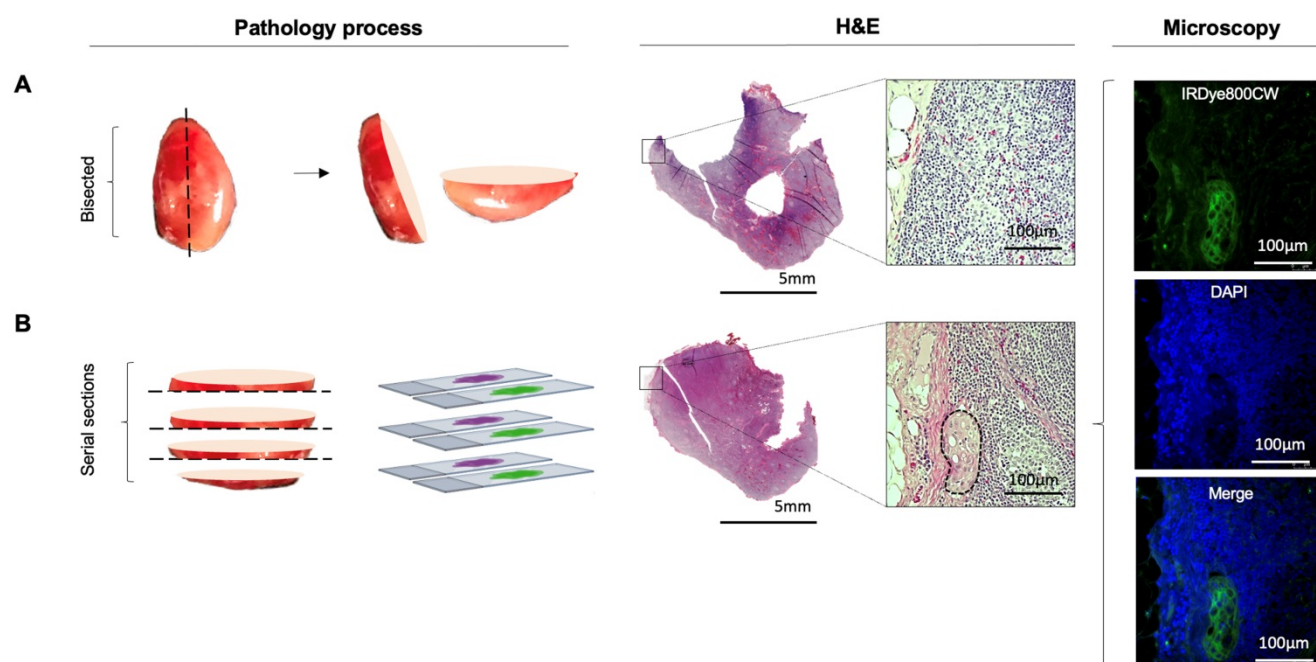 Pathology process
H&E
Microscopy
A
Bisected
5mm
100µm
IRDye800CW
100µm
DAPI
100µm
Merge
100µm
B
Serial sections
5mm
100µm